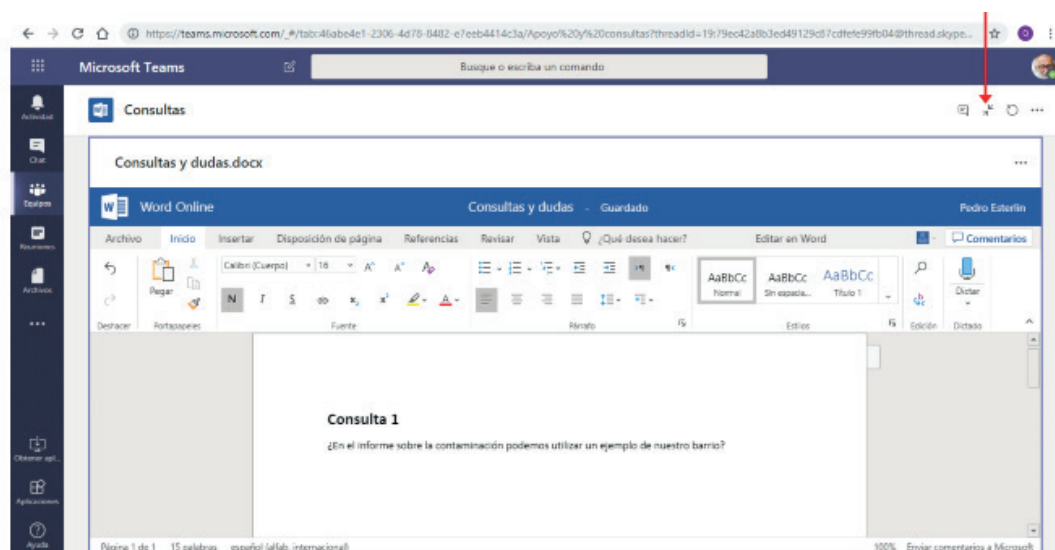 https://teams.microsoft.com/_#/tab::46abe4e1-2306-4d78-8482-e7eeb4414c3a/Apoyo%20y%20consultas?threadId=19:79ec42a8b3ed49129c87cdfefe99fb04@thread.skype...
Microsoft Teams
Busque o escriba un comando
Actividad
Chat
Equipos
Reuniones
Archivos
Obtener apl...
Aplicaciones
Ayuda
Consultas
Consultas y dudas.docx
Word Online
Consultas y dudas - Guardado
Pedro Esterlin
Archivo Inicio Insertar Disposición de página Referencias Revisar Vista ¿Qué desea hacer? Editar en Word Comentarios
Calibri (Cuerpo) 16
Pegar
N I S ab x₂ x² A
AaBbCc AaBbCc AaBbCc
Normal Sin espacia... Título 1
Dictar
Deshacer Portapapeles Fuente Párrafo Estilos Edición Dictado
Consulta 1
¿En el informe sobre la contaminación podemos utilizar un ejemplo de nuestro barrio?
Página 1 de 1 15 palabras español (alfab. internacional) 100% Enviar comentarios a Microsoft